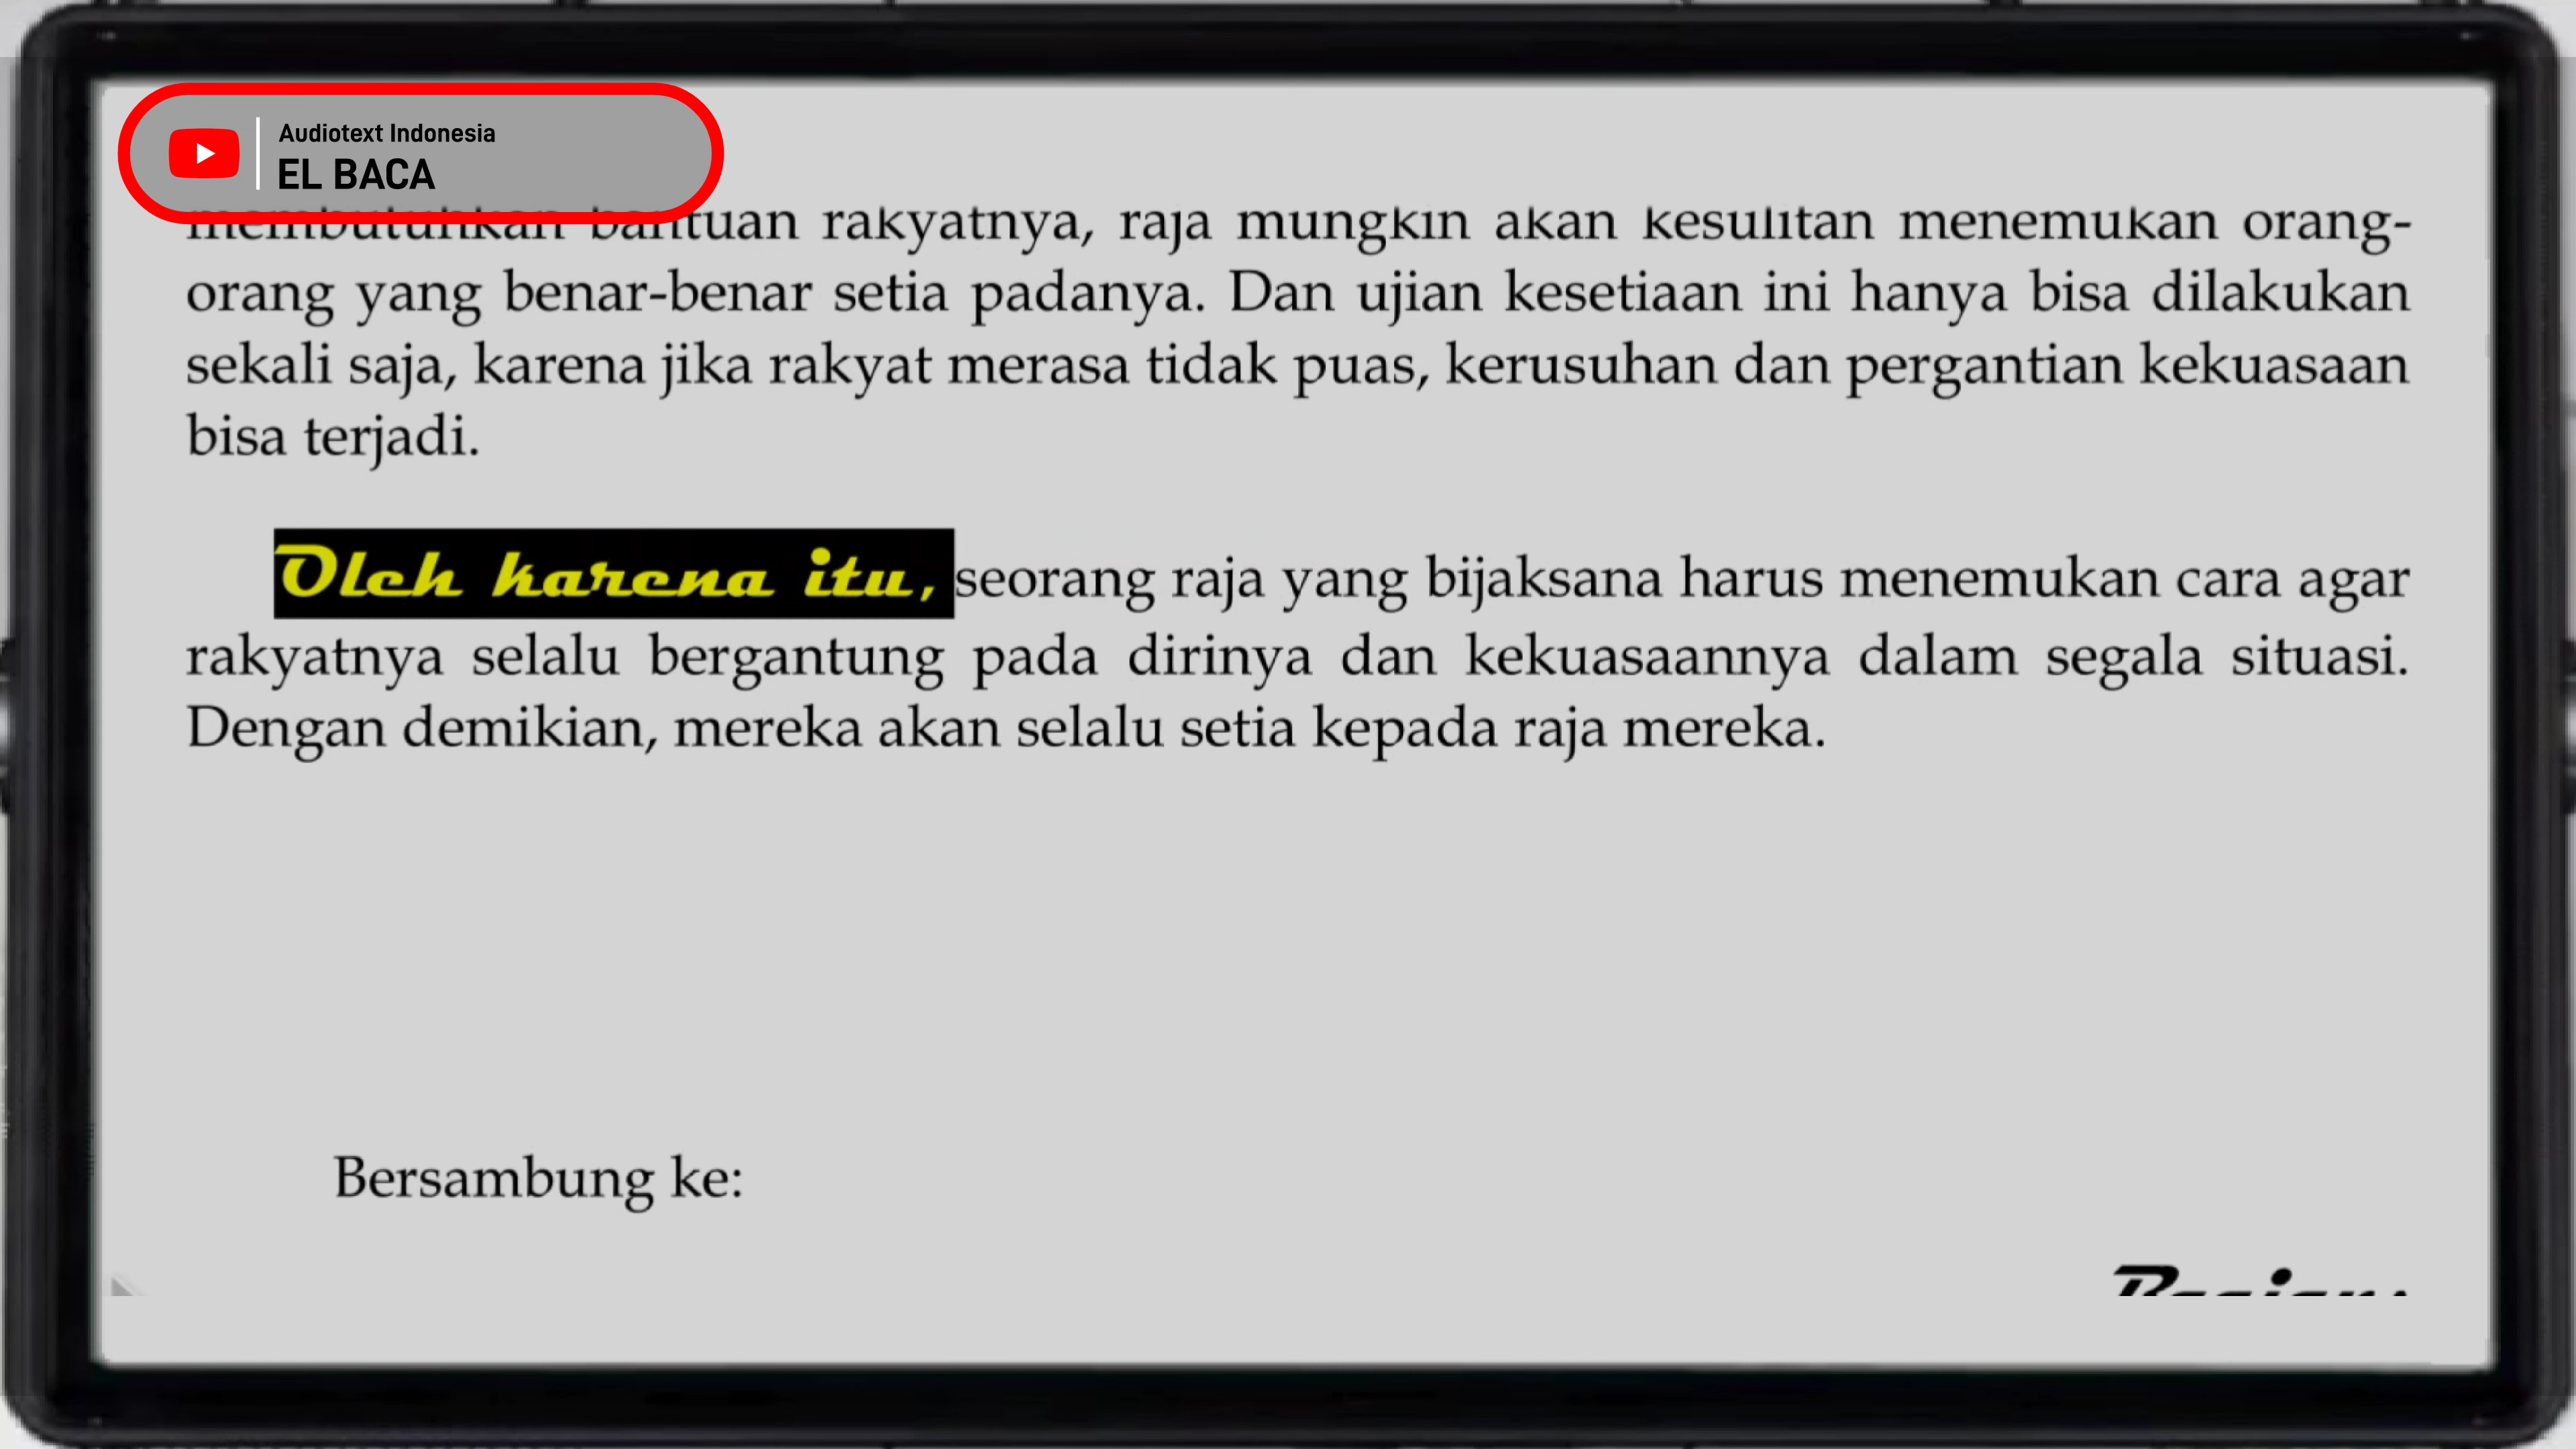 Audiotext Indonesia
EL BACA
membutuhkan bantuan rakyatnya, raja mungkin akan kesulitan menemukan orang-
orang yang benar-benar setia padanya. Dan ujian kesetiaan ini hanya bisa dilakukan
sekali saja, karena jika rakyat merasa tidak puas, kerusuhan dan pergantian kekuasaan
bisa terjadi.
Oleh karena itu, seorang raja yang bijaksana harus menemukan cara agar
rakyatnya selalu bergantung pada dirinya dan kekuasaannya dalam segala situasi.
Dengan demikian, mereka akan selalu setia kepada raja mereka.
Bersambung ke: